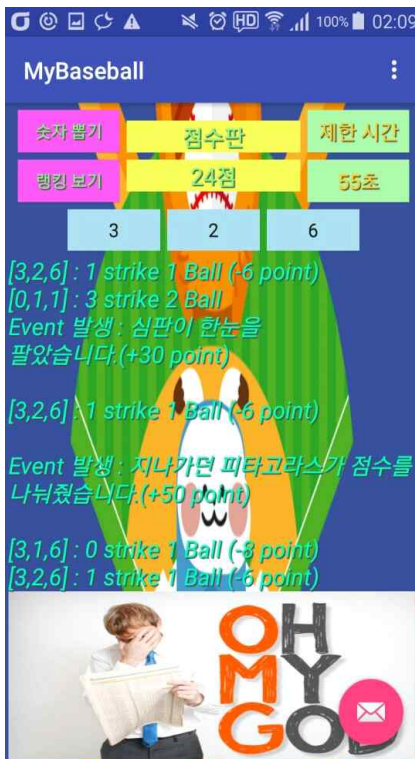 HD 100% 02:09
MyBaseball
숫자 뽑기 점수판 제한 시간
랭킹 보기 24점 55초
3 2 6
[3,2,6] : 1 strike 1 Ball (-6 point)
[0,1,1] : 3 strike 2 Ball
Event 발생 : 심판이 한눈을
팔았습니다.(+30 point)
[3,2,6] : 1 strike 1 Ball (-6 point)
Event 발생 : 지나가던 피타고라스가 점수를
나눠줬습니다.(+50 point)
[3,1,6] : 0 strike 1 Ball (-8 point)
[3,2,6] : 1 strike 1 Ball (-6 point)
OH
MY
GOD